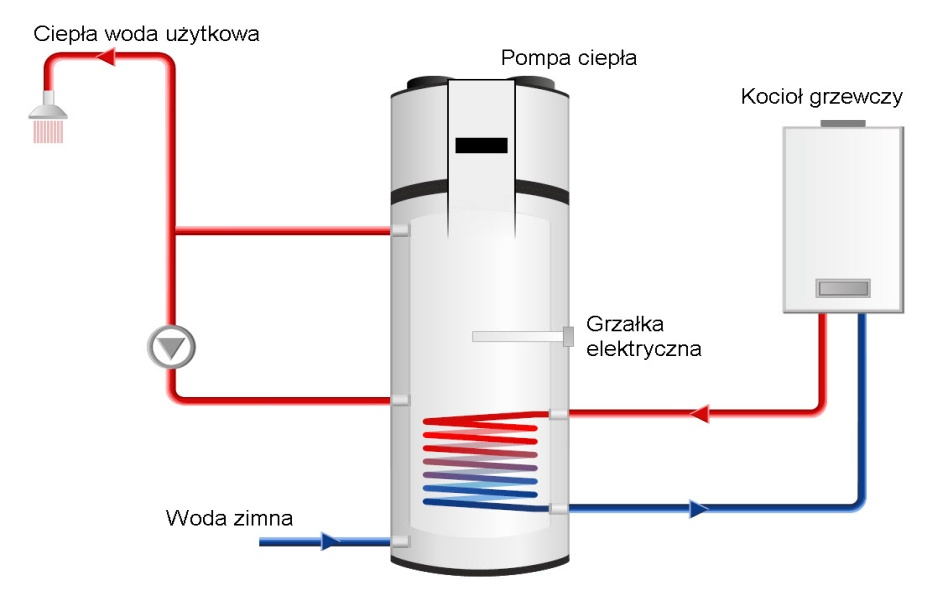 Ciepła woda użytkowa
Pompa ciepła
Kocioł grzewczy
Grzałka
elektryczna
Woda zimna